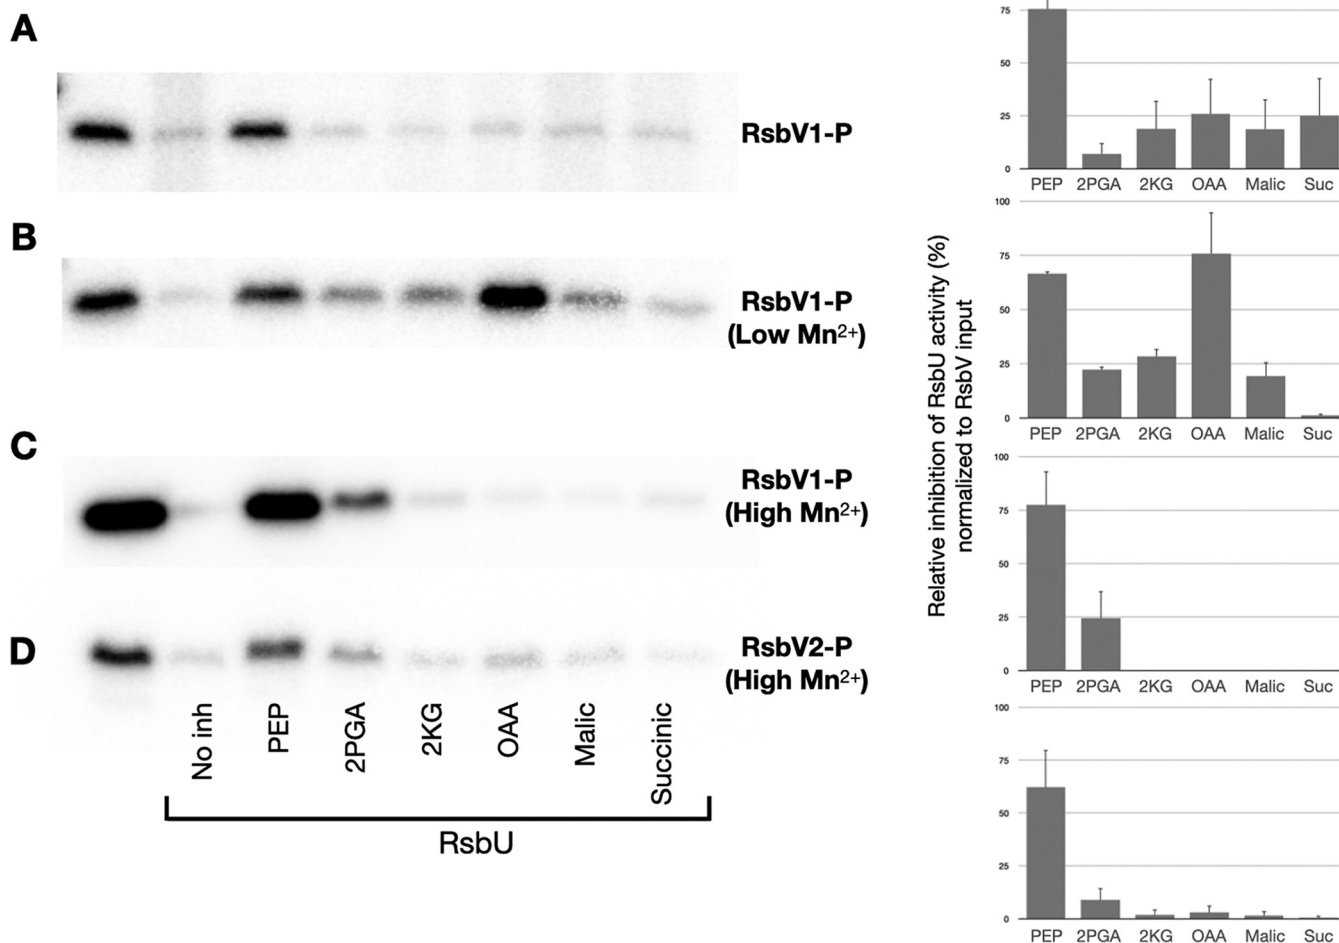 A
RsbV1-P
B
RsbV1-P
(Low Mn2+)
C
RsbV1-P
(High Mn2+)
D
RsbV2-P
(High Mn2+)
No inh
PEP
2PGA
2KG
OAA
Malic
Succinic
RsbU
Relative inhibition of RsbU activity (%)
normalized to RsbV input
75
50
25
0
PEP 2PGA 2KG OAA Malic Suc
100
75
50
25
0
PEP 2PGA 2KG OAA Malic Suc
100
75
50
25
0
PEP 2PGA 2KG OAA Malic Suc
100
75
50
25
0
PEP 2PGA 2KG OAA Malic Suc